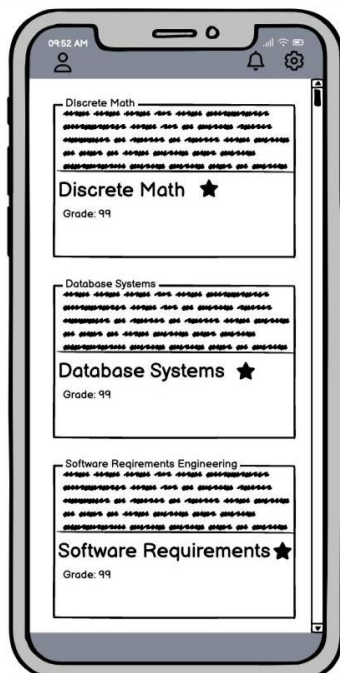 09:52 AM
DIscrete Math
Discrete Math
Grade: 99
Database Systems
Database Systems
Grade: 99
Software Reqirements Engineering
Software Requirements
Grade: 99